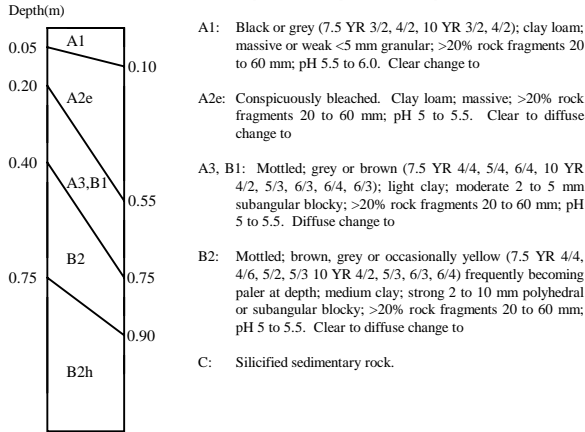 Depth(m)
A1
0.05
0.10
0.20
A2e
0.40
A3,B1
0.55
B2
0.75
0.75
0.90
B2h
A1: Black or grey (7.5 YR 3/2, 4/2, 10 YR 3/2, 4/2); clay loam;
massive or weak <5 mm granular; >20% rock fragments 20
to 60 mm; pH 5.5 to 6.0. Clear change to
A2e: Conspicuously bleached. Clay loam; massive; >20% rock
fragments 20 to 60 mm; pH 5 to 5.5. Clear to diffuse
change to
A3, B1: Mottled; grey or brown (7.5 YR 4/4, 5/4, 6/4, 10 YR
4/2, 5/3, 6/3, 6/4, 6/3); light clay; moderate 2 to 5 mm
subangular blocky; >20% rock fragments 20 to 60 mm; pH
5 to 5.5. Diffuse change to
B2: Mottled; brown, grey or occasionally yellow (7.5 YR 4/4,
4/6, 5/2, 5/3 10 YR 4/2, 5/3, 6/3, 6/4) frequently becoming
paler at depth; medium clay; strong 2 to 10 mm polyhedral
or subangular blocky; >20% rock fragments 20 to 60 mm;
pH 5 to 5.5. Clear to diffuse change to
C: Silicified sedimentary rock.